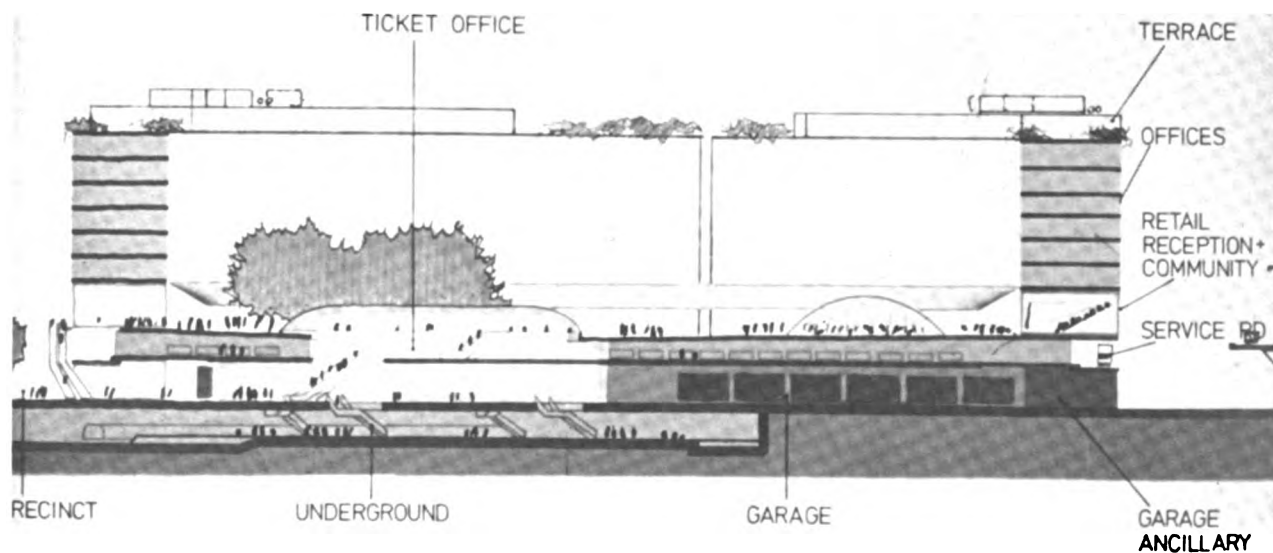 TICKET OFFICE
TERRACE
OFFICES
RETAIL
RECEPTION+
COMMUNITY
SERVICE RD
RECINCT
UNDERGROUND
GARAGE
GARAGE
ANCILLARY